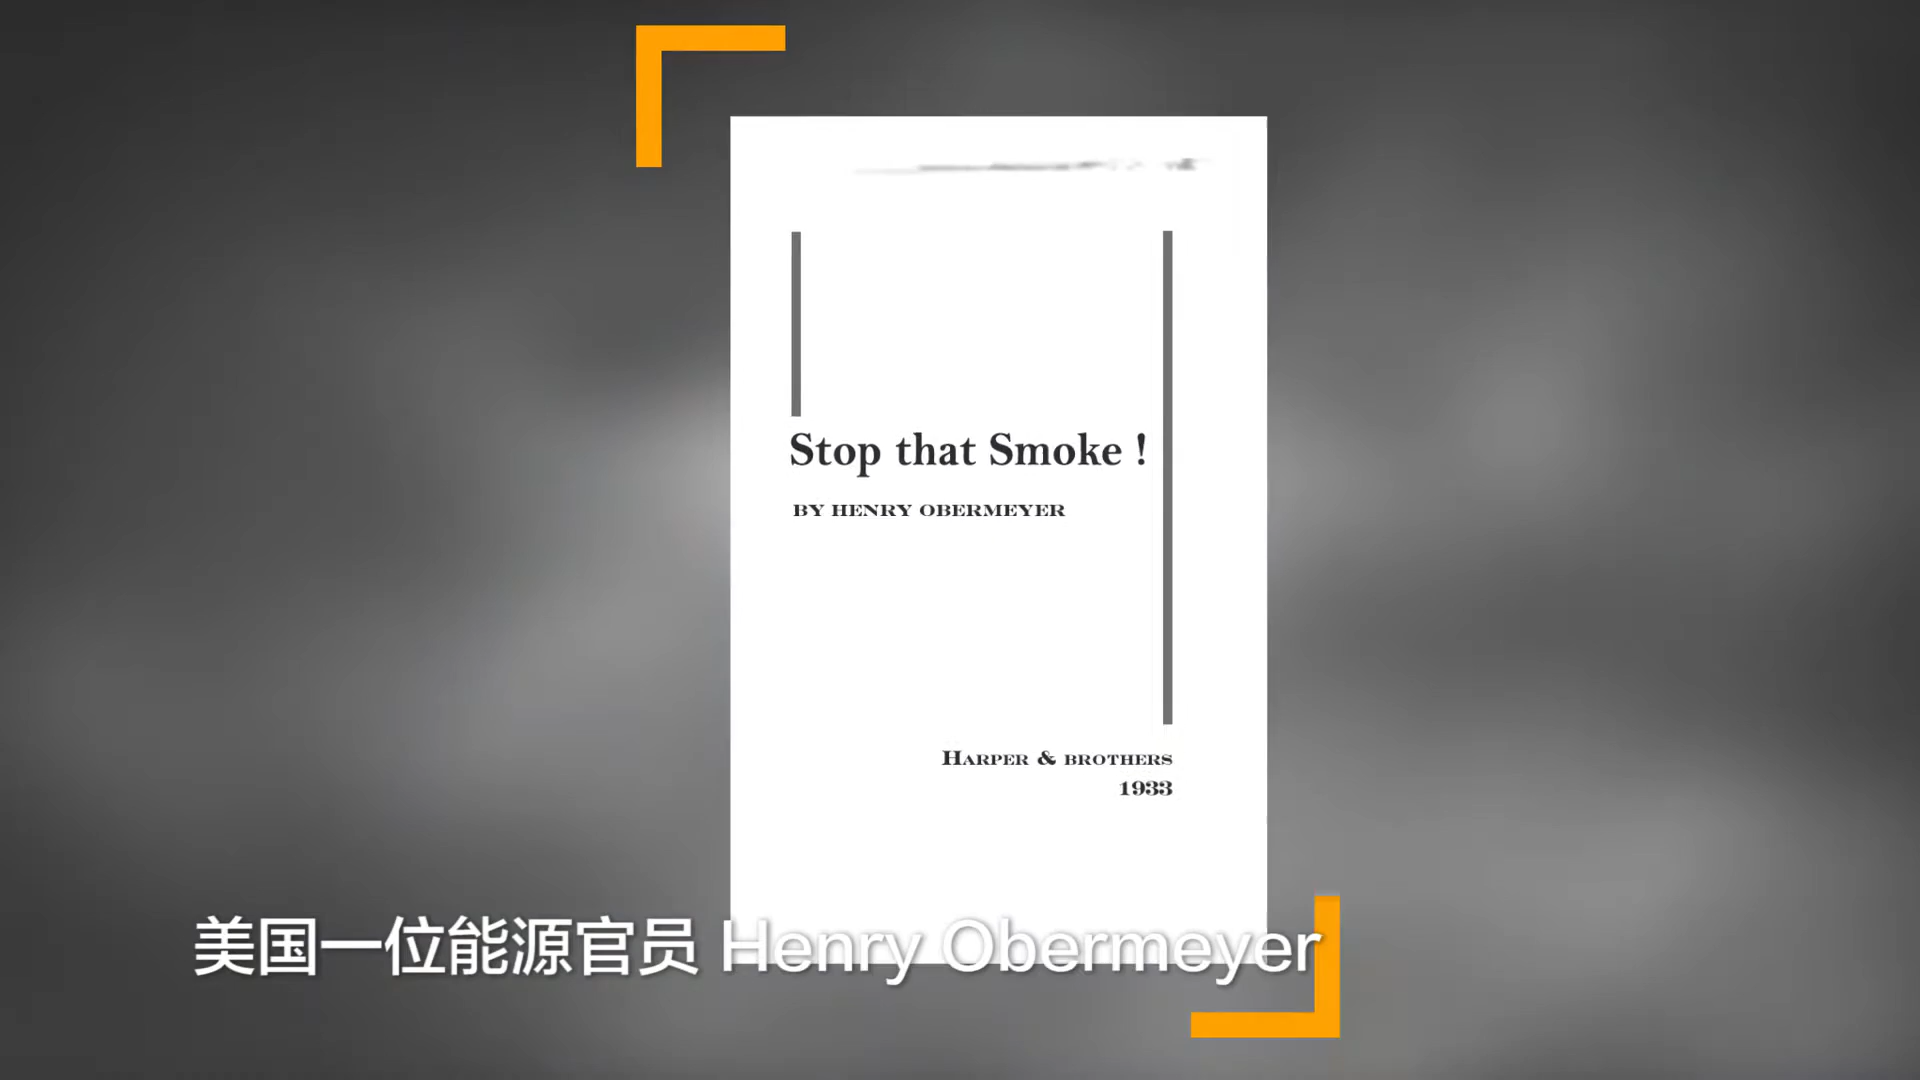 Stop that Smoke !
BY HENRY OBERMEYER
HARPER & BROTHERS
1933
美国一位能源官员 Henry Obermeyer